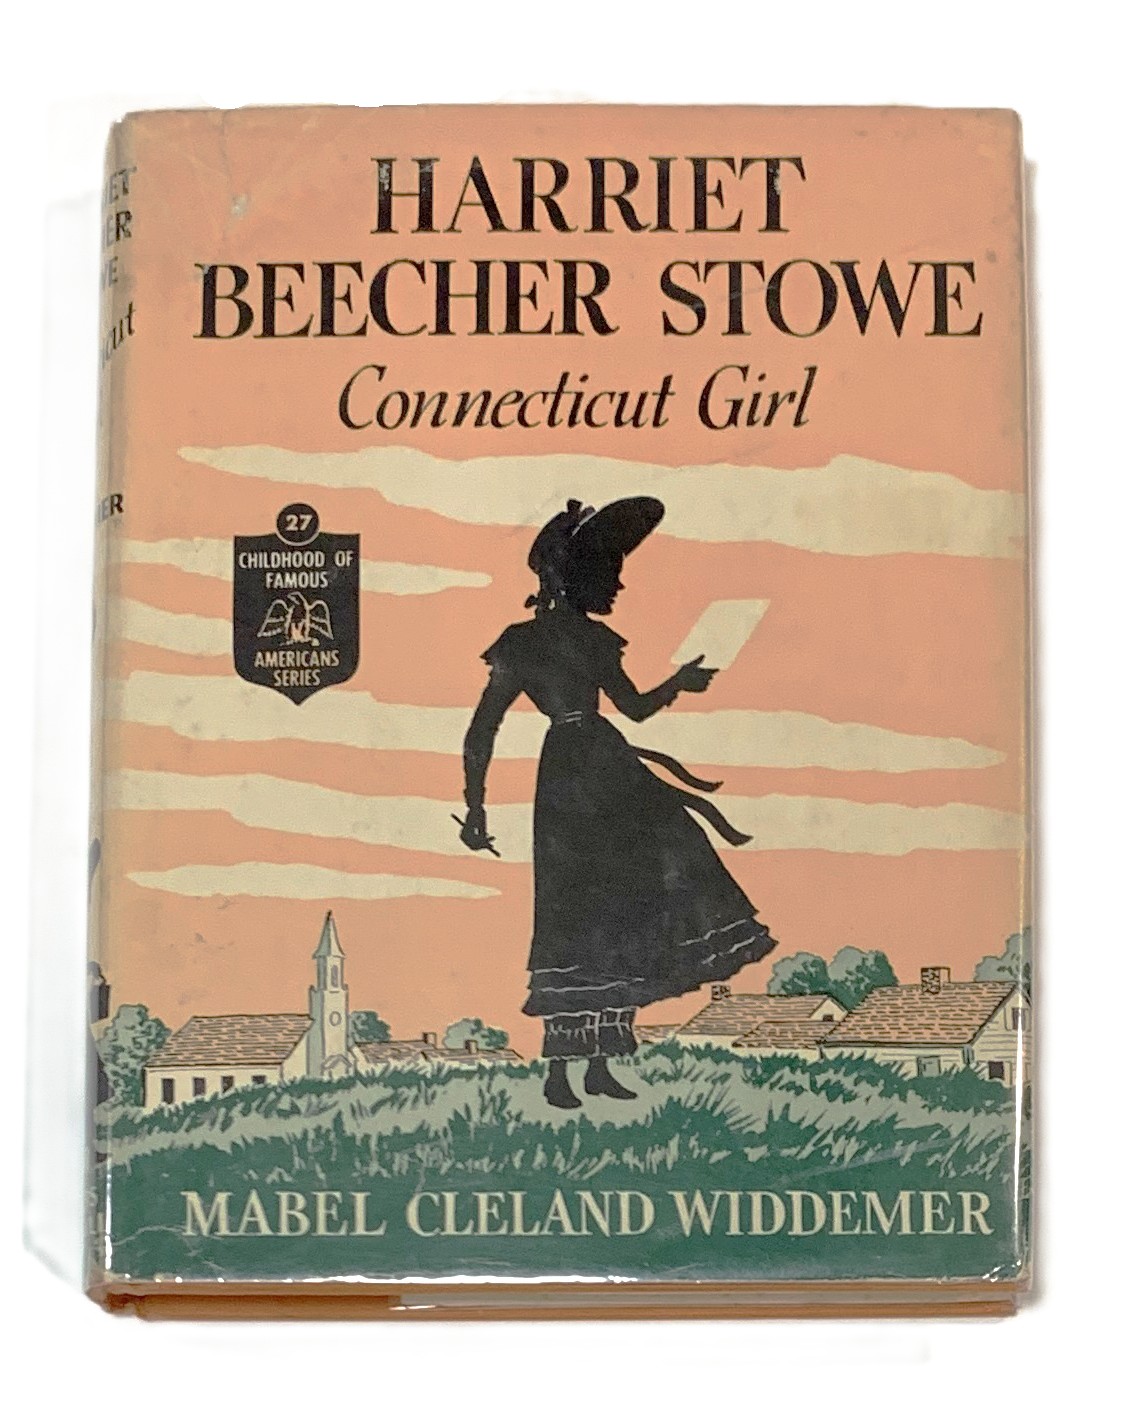 HARRIET
BEECHER STOWE
Connecticut Girl
27
CHILDHOOD OF
FAMOUS
AMERICANS
SERIES
MABEL CLELAND WIDDEMER